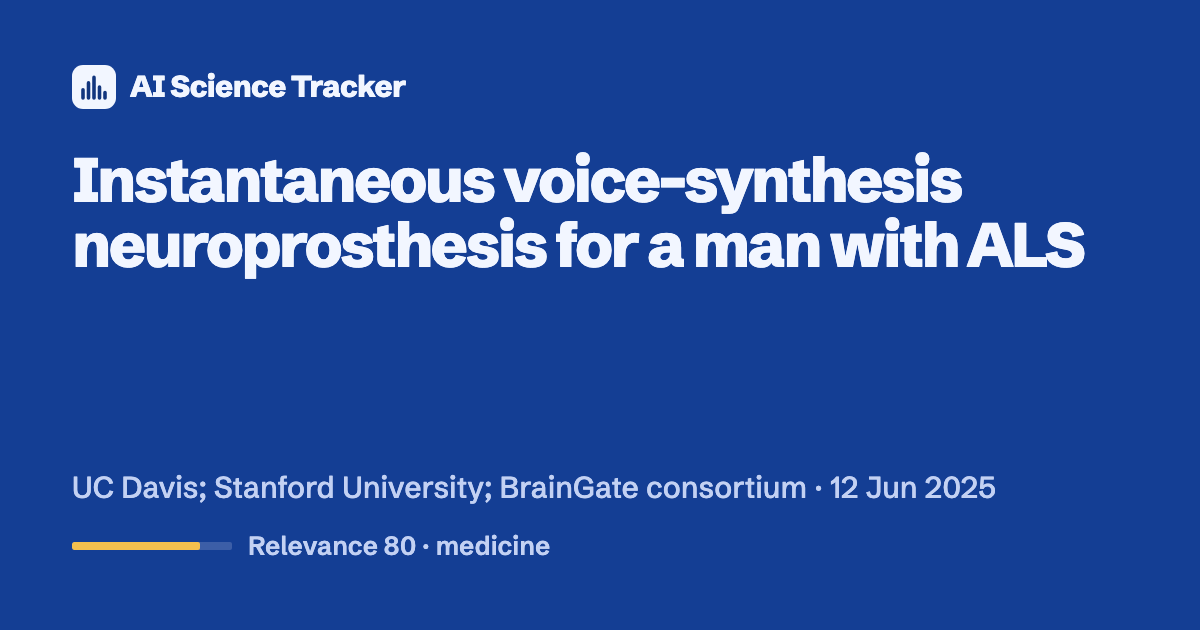 AI Science Tracker
Instantaneous voice-synthesis
neuroprosthesis for a man with ALS
UC Davis; Stanford University; BrainGate consortium · 12 Jun 2025
Relevance 80 · medicine